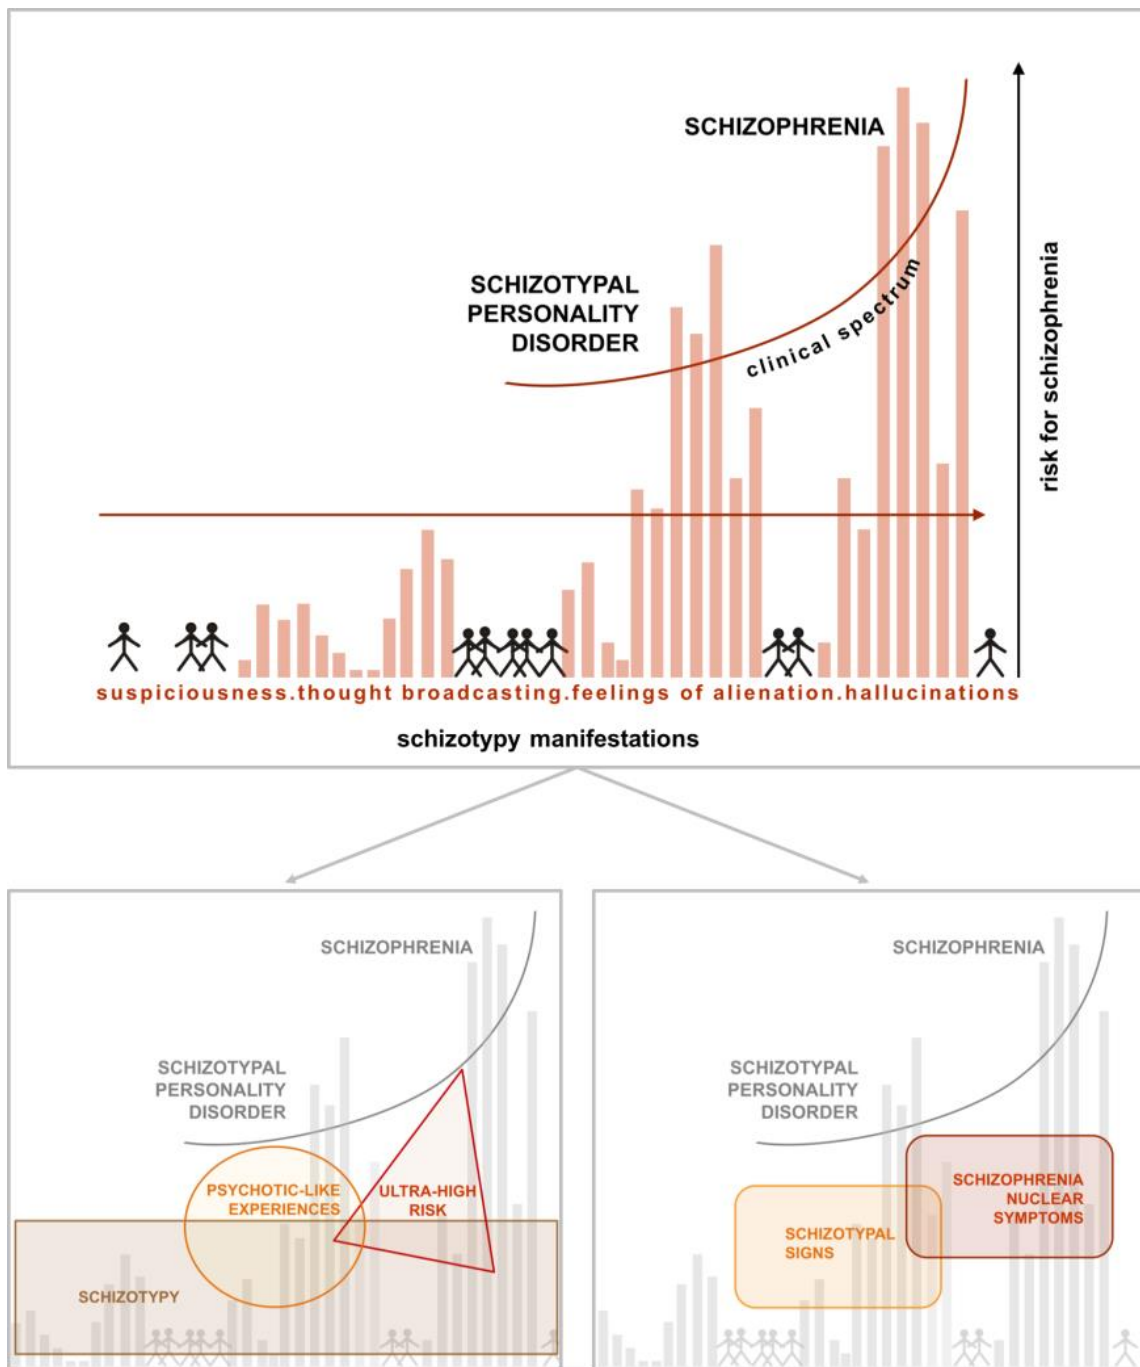 SCHIZOPHRENIA
SCHIZOTYPAL
PERSONALITY
DISORDER
clinical spectrum
risk for schizophrenia
suspiciousness.thought broadcasting.feelings of alienation.hallucinations
schizotypy manifestations
SCHIZOPHRENIA
SCHIZOTYPAL
PERSONALITY
DISORDER
PSYCHOTIC-LIKE
EXPERIENCES
ULTRA-HIGH
RISK
SCHIZOTYPY
SCHIZOPHRENIA
SCHIZOTYPAL
PERSONALITY
DISORDER
SCHIZOPHRENIA
NUCLEAR
SYMPTOMS
SCHIZOTYPAL
SIGNS